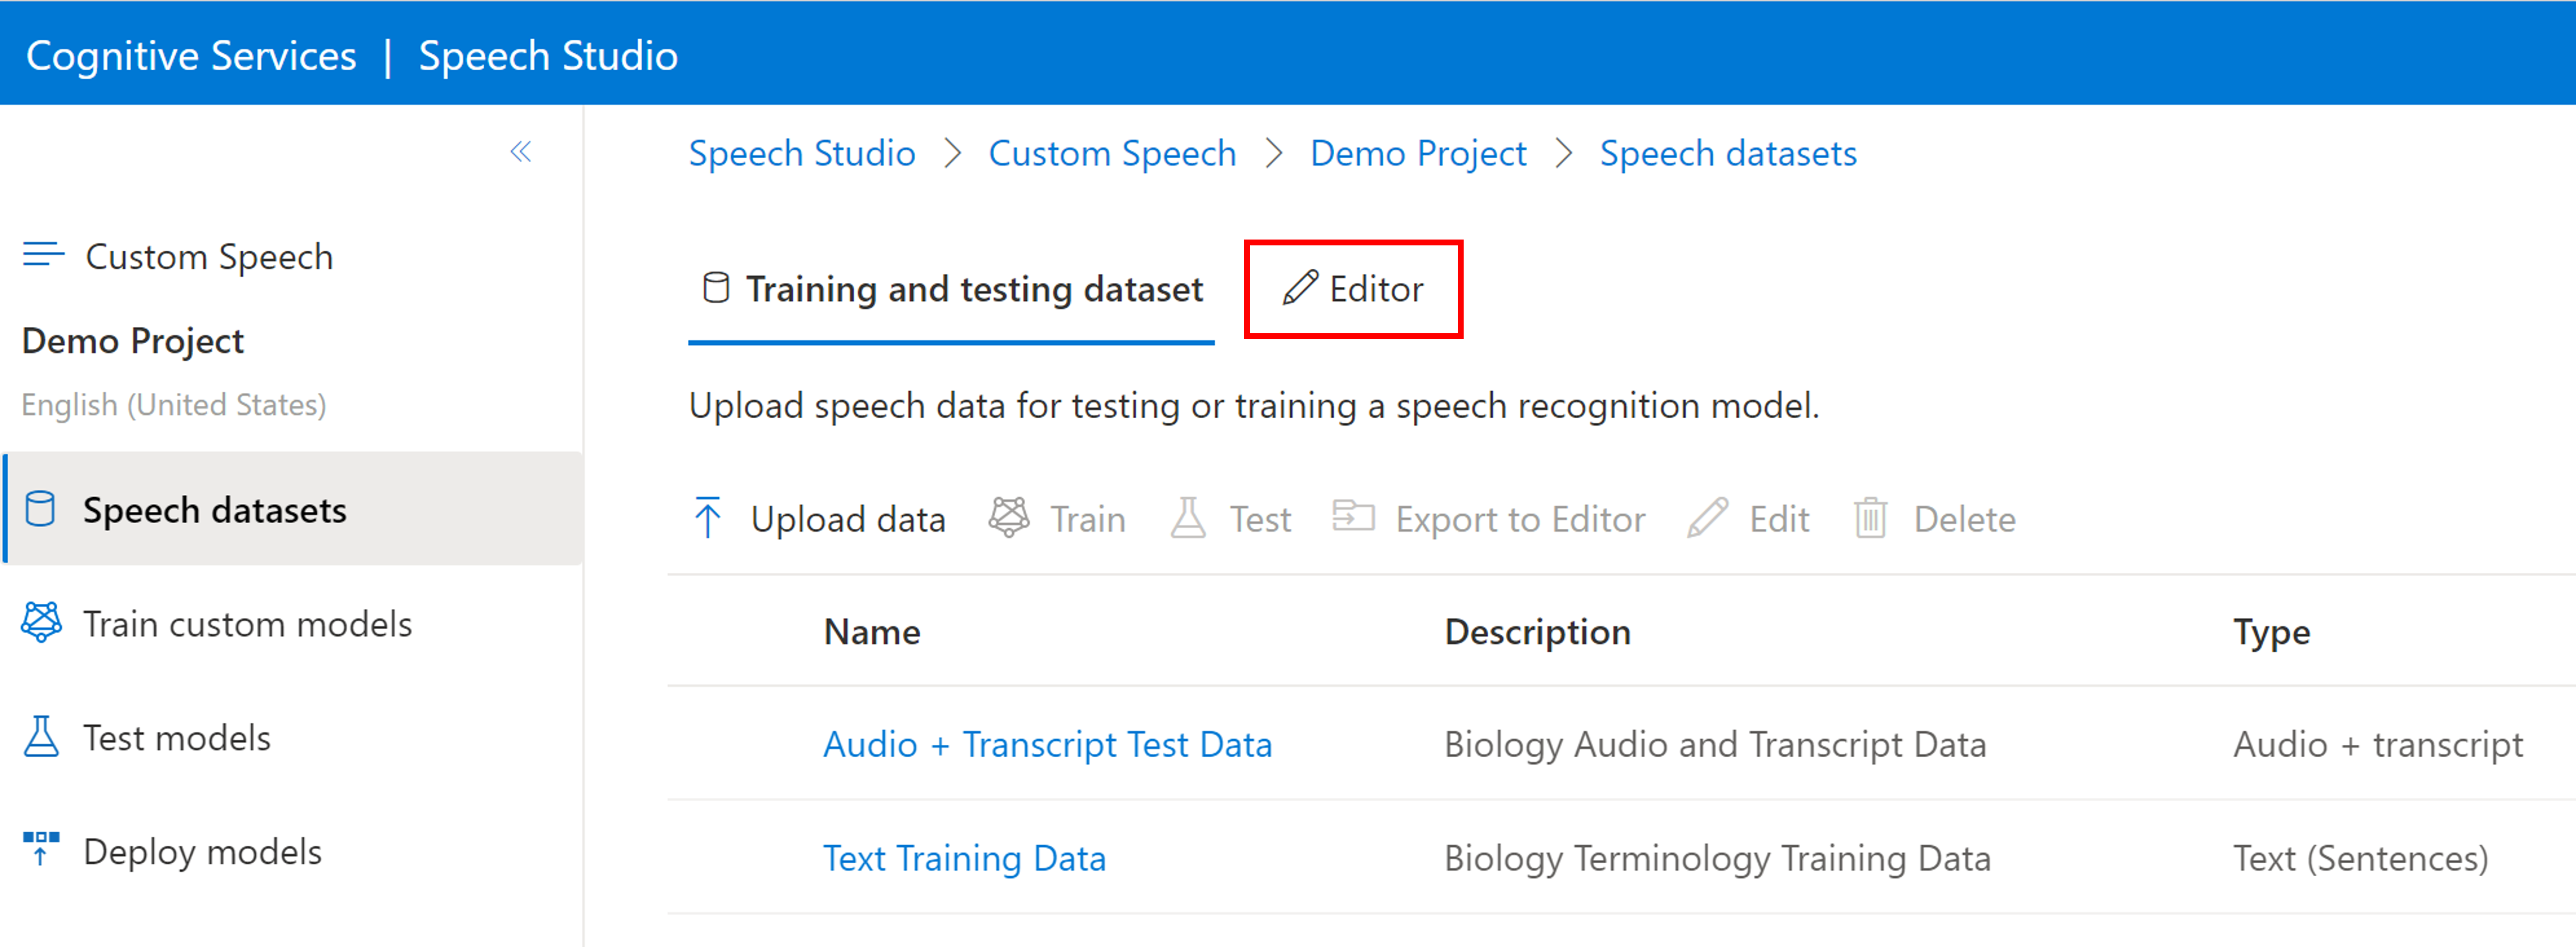 Cognitive Services | Speech Studio
Speech Studio > Custom Speech > Demo Project > Speech datasets
Custom Speech
Demo Project
English (United States)
Speech datasets
Train custom models
Test models
Deploy models
Training and testing dataset Editor
Upload speech data for testing or training a speech recognition model.
Upload data Train Test Export to Editor Edit Delete
Name Description Type
Audio + Transcript Test Data Biology Audio and Transcript Data Audio + transcript
Text Training Data Biology Terminology Training Data Text (Sentences)